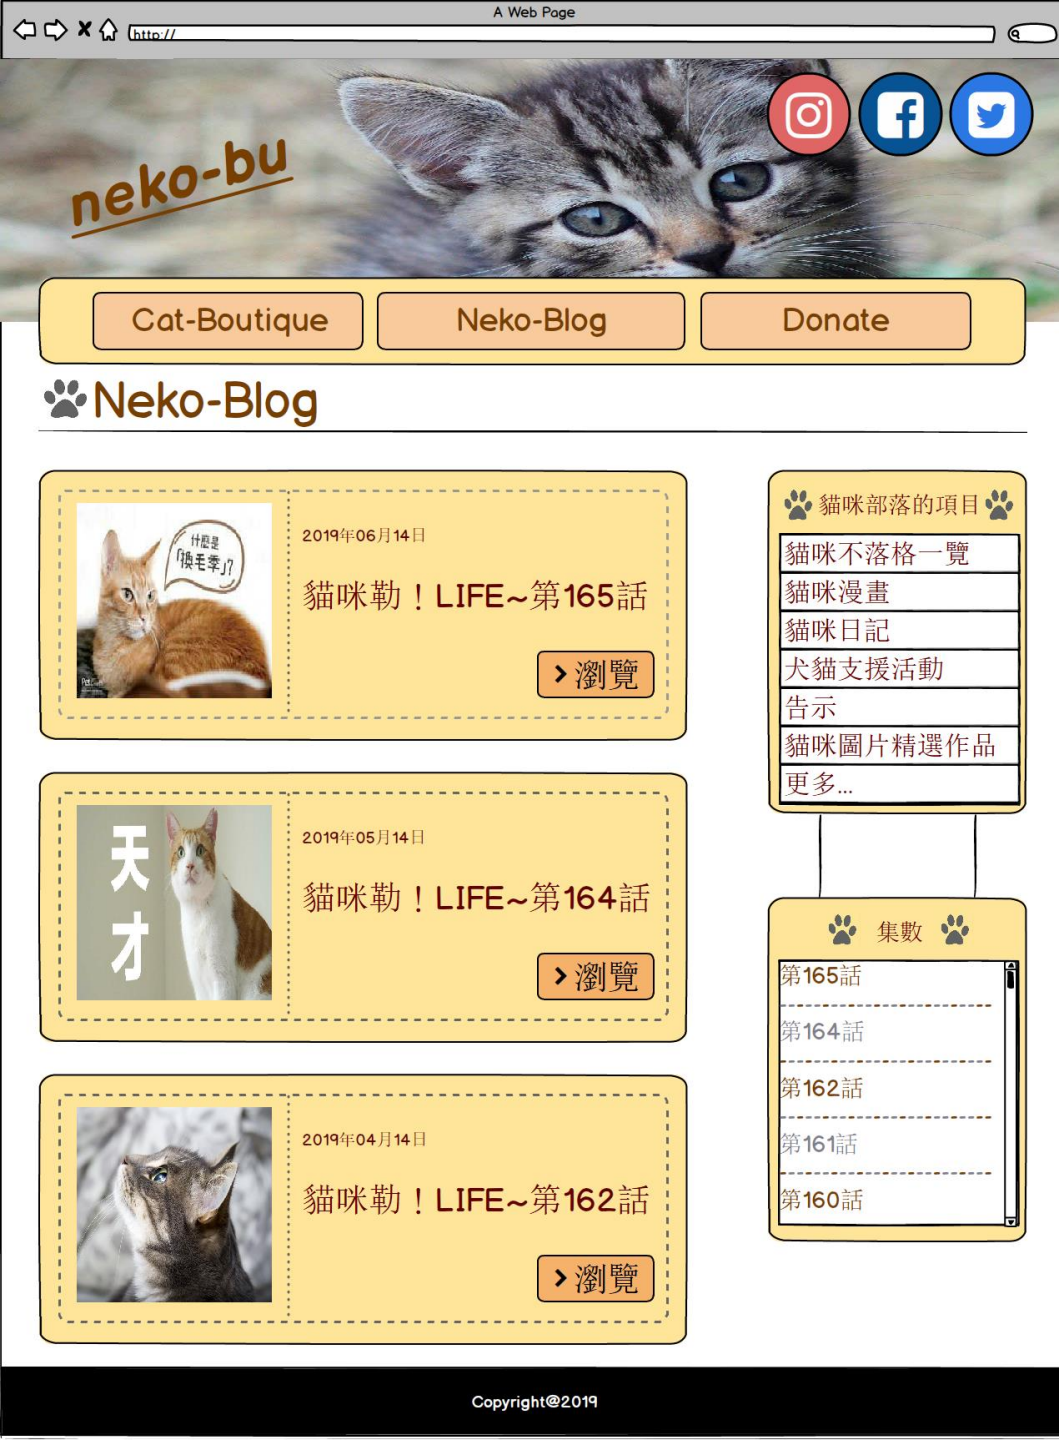 A Web Page
http://
neko-bu
Cat-Boutique
Neko-Blog
Donate
Neko-Blog
什麼是
「換毛季」?
2019年06月14日
貓咪勒！LIFE~第165話
瀏覽
天才
2019年05月14日
貓咪勒！LIFE~第164話
瀏覽
2019年04月14日
貓咪勒！LIFE~第162話
瀏覽
貓咪部落的項目
貓咪不落格一覽
貓咪漫畫
貓咪日記
犬貓支援活動
告示
貓咪圖片精選作品
更多...
集數
第165話
第164話
第162話
第161話
第160話
Copyright@2019